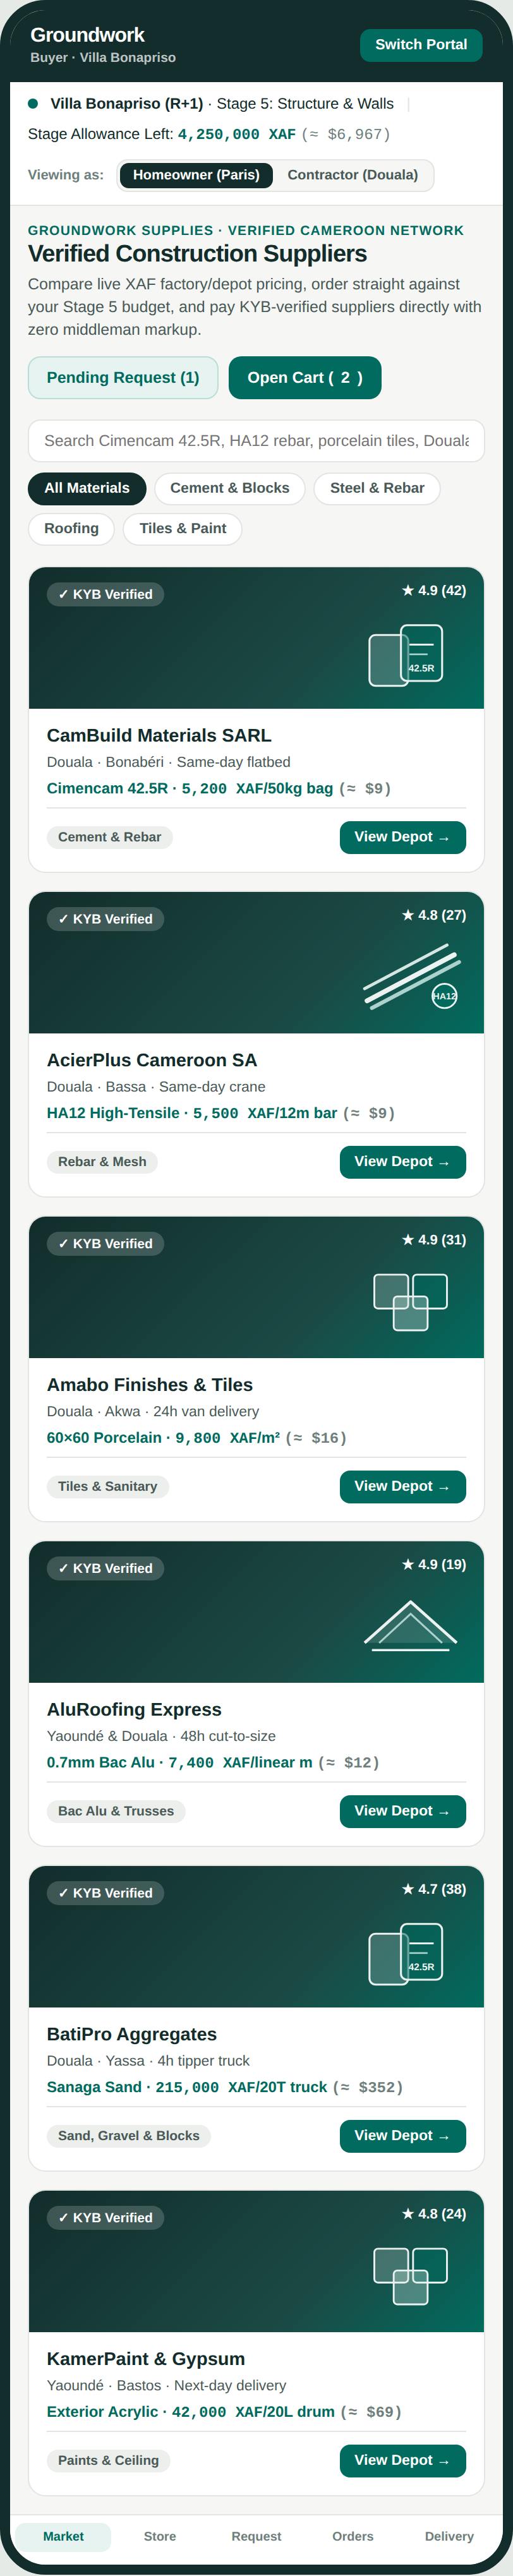 Groundwork
Buyer · Villa Bonapriso
Switch Portal
Villa Bonapriso (R+1) · Stage 5: Structure & Walls |
Stage Allowance Left: 4,250,000 XAF (≈ $6,967)
Viewing as: Homeowner (Paris) Contractor (Douala)
GROUNDWORK SUPPLIES · VERIFIED CAMEROON NETWORK
Verified Construction Suppliers
Compare live XAF factory/depot pricing, order straight against
your Stage 5 budget, and pay KYB-verified suppliers directly with
zero middleman markup.
Pending Request (1) Open Cart ( 2 )
Search Cimencam 42.5R, HA12 rebar, porcelain tiles, Douala
All Materials Cement & Blocks Steel & Rebar
Roofing Tiles & Paint
✓ KYB Verified ★ 4.9 (42)
42.5R
CamBuild Materials SARL
Douala · Bonabéri · Same-day flatbed
Cimencam 42.5R · 5,200 XAF/50kg bag (≈ $9)
Cement & Rebar View Depot →
✓ KYB Verified ★ 4.8 (27)
HA12
AcierPlus Cameroon SA
Douala · Bassa · Same-day crane
HA12 High-Tensile · 5,500 XAF/12m bar (≈ $9)
Rebar & Mesh View Depot →
✓ KYB Verified ★ 4.9 (31)
Amabo Finishes & Tiles
Douala · Akwa · 24h van delivery
60×60 Porcelain · 9,800 XAF/m² (≈ $16)
Tiles & Sanitary View Depot →
✓ KYB Verified ★ 4.9 (19)
AluRoofing Express
Yaoundé & Douala · 48h cut-to-size
0.7mm Bac Alu · 7,400 XAF/linear m (≈ $12)
Bac Alu & Trusses View Depot →
✓ KYB Verified ★ 4.7 (38)
42.5R
BatiPro Aggregates
Douala · Yassa · 4h tipper truck
Sanaga Sand · 215,000 XAF/20T truck (≈ $352)
Sand, Gravel & Blocks View Depot →
✓ KYB Verified ★ 4.8 (24)
KamerPaint & Gypsum
Yaoundé · Bastos · Next-day delivery
Exterior Acrylic · 42,000 XAF/20L drum (≈ $69)
Paints & Ceiling View Depot →
Market Store Request Orders Delivery